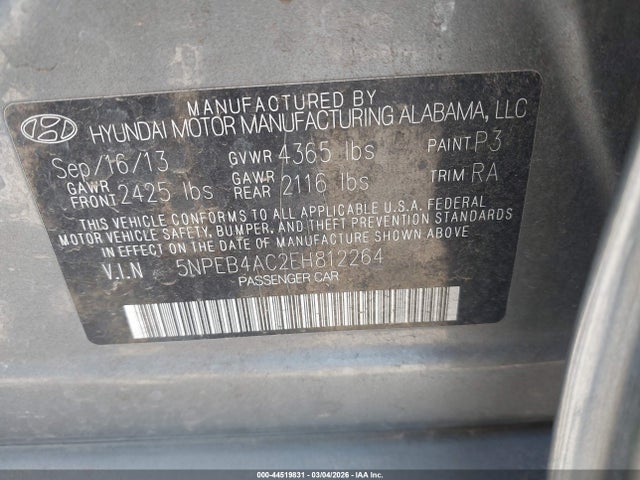 MANUFACTURED BY
HYUNDAI MOTOR MANUFACTURING ALABAMA, LLC
Sep/16/13 GVWR 4365 lbs PAINT P3
GAWR FRONT 2425 lbs GAWR REAR 2116 lbs TRIM RA
THIS VEHICLE CONFORMS TO ALL APPLICABLE U.S.A. FEDERAL
MOTOR VEHICLE SAFETY, BUMPER, AND THEFT PREVENTION STANDARDS
IN EFFECT ON THE DATE OF MANUFACTURE SHOWN ABOVE
V.I.N 5NPEB4AC2EH812264
PASSENGER CAR
000-44519831 - 03/04/2026 - IAA Inc.